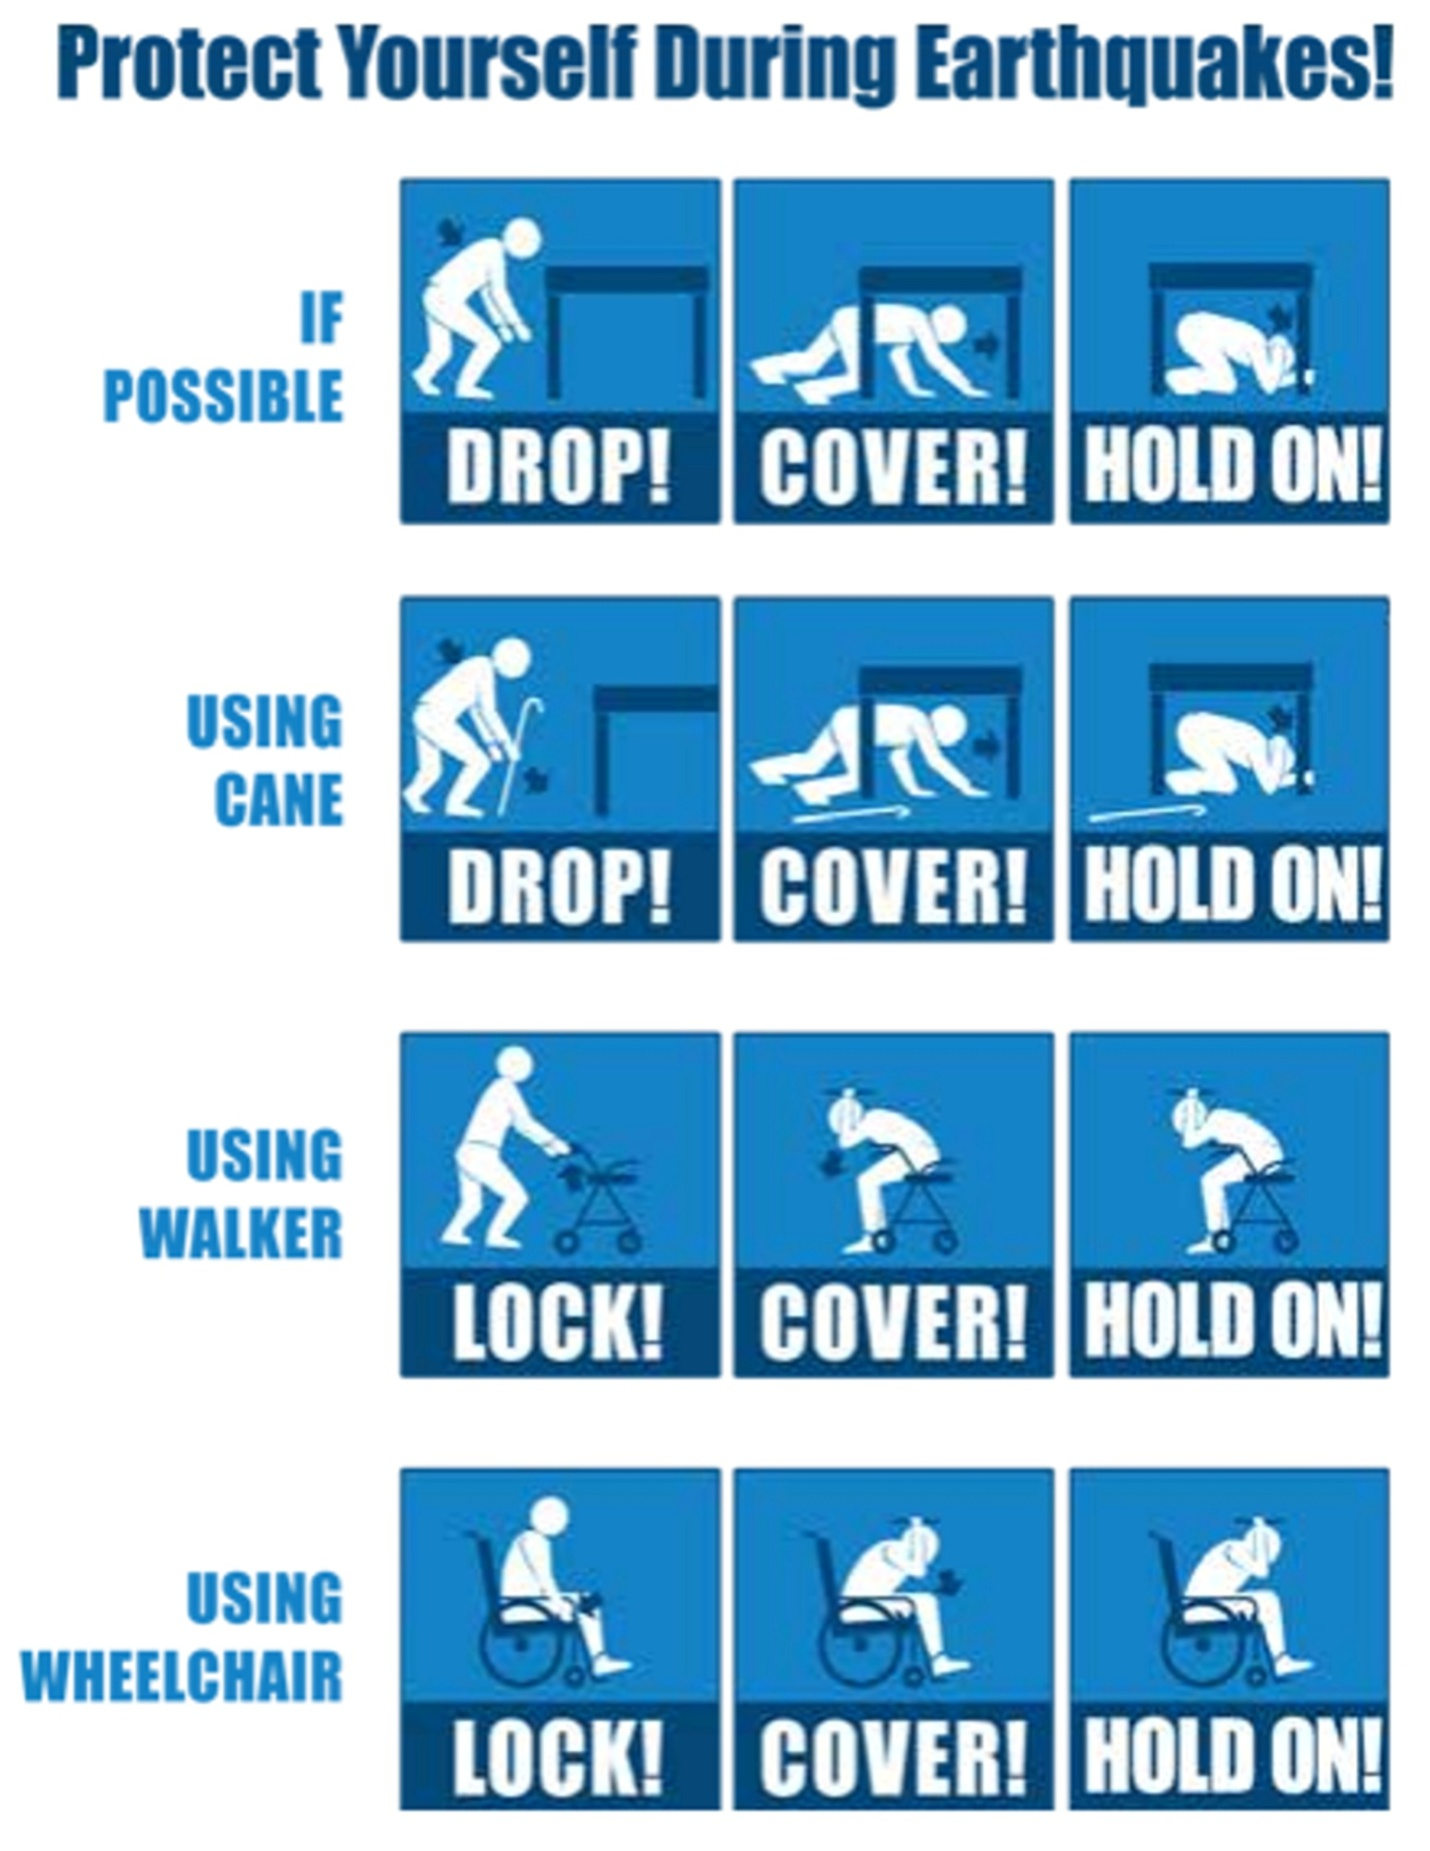 Protect Yourself During Earthquakes!
IF
POSSIBLE
DROP!
COVER!
HOLD ON!
USING
CANE
DROP!
COVER!
HOLD ON!
USING
WALKER
LOCK!
COVER!
HOLD ON!
USING
WHEELCHAIR
LOCK!
COVER!
HOLD ON!